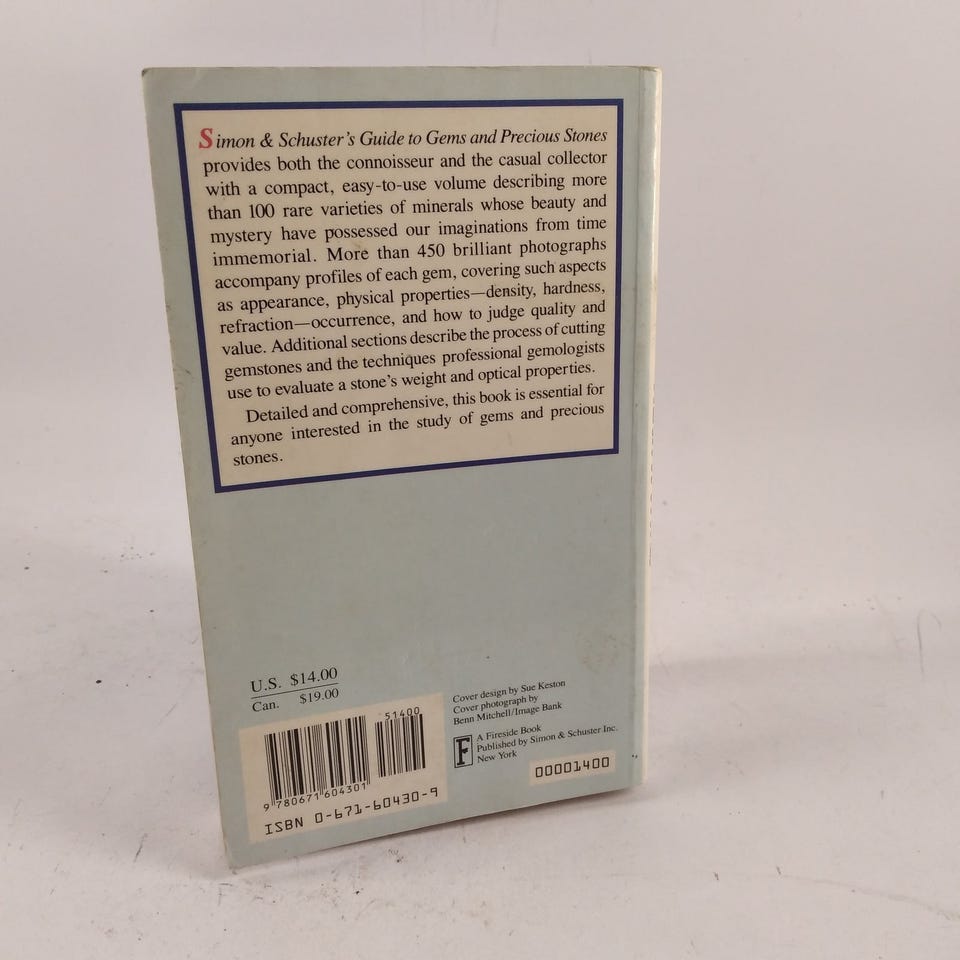 Simon & Schuster's Guide to Gems and Precious Stones
provides both the connoisseur and the casual collector
with a compact, easy-to-use volume describing more
than 100 rare varieties of minerals whose beauty and
mystery have possessed our imaginations from time
immemorial. More than 450 brilliant photographs
accompany profiles of each gem, covering such aspects
as appearance, physical properties—density, hardness,
refraction—occurrence, and how to judge quality and
value. Additional sections describe the process of cutting
gemstones and the techniques professional gemologists
use to evaluate a stone's weight and optical properties.
Detailed and comprehensive, this book is essential for
anyone interested in the study of gems and precious
stones.
U.S. $14.00
Can. $19.00
51400
9 780671 604301
ISBN 0-671-60430-9
Cover design by Sue Keston
Cover photograph by
Benn Mitchell/Image Bank
F
A Fireside Book
Published by Simon & Schuster Inc.
New York
00001400